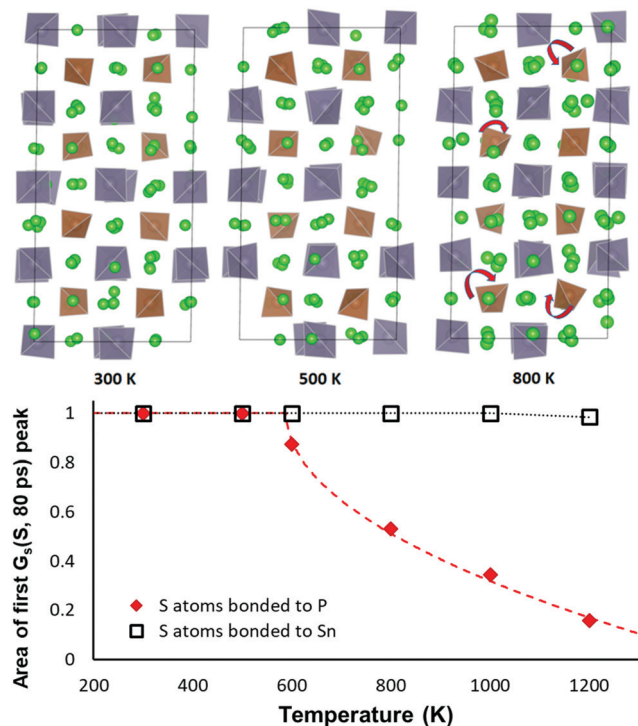 300 K
500 K
800 K
Area of first Gₛ(S, 80 ps) peak
1
0.8
0.6
0.4
0.2
0
S atoms bonded to P
S atoms bonded to Sn
200
400
600
800
1000
1200
Temperature (K)